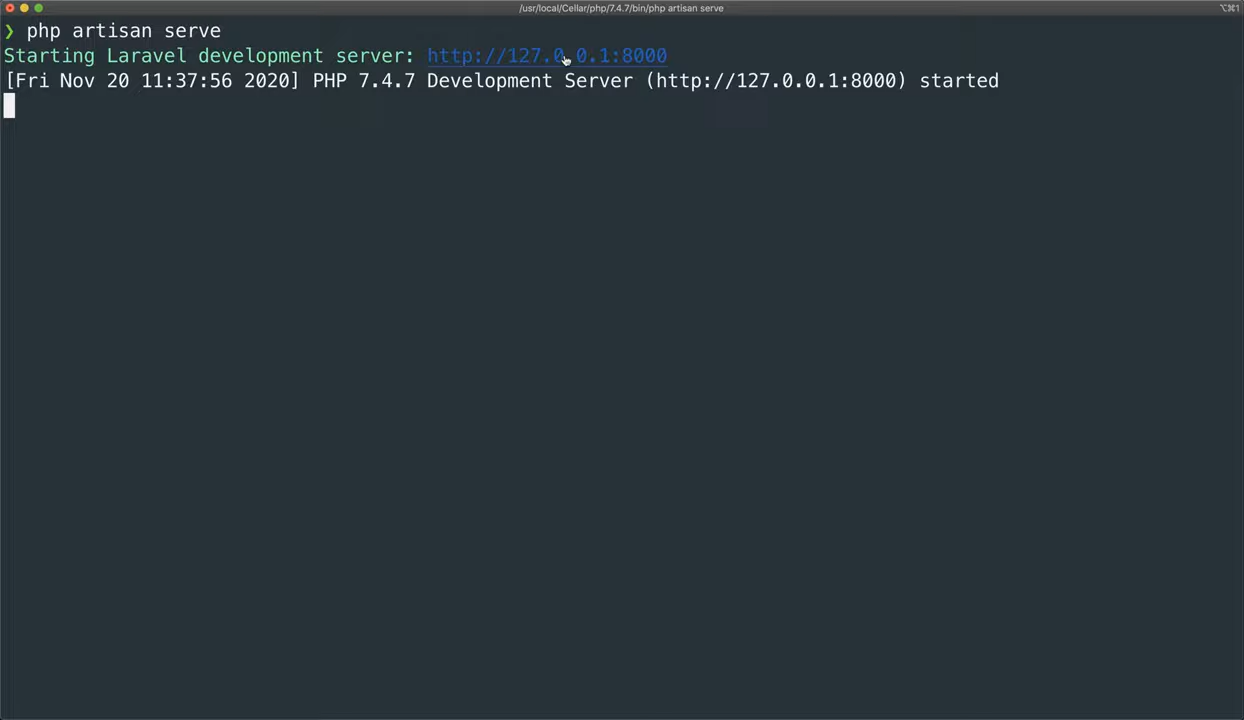 /usr/local/Cellar/php/7.4.7/bin/php artisan serve
⌥⌘1
❯ php artisan serve
Starting Laravel development server: http://127.0.0.1:8000
[Fri Nov 20 11:37:56 2020] PHP 7.4.7 Development Server (http://127.0.0.1:8000) started